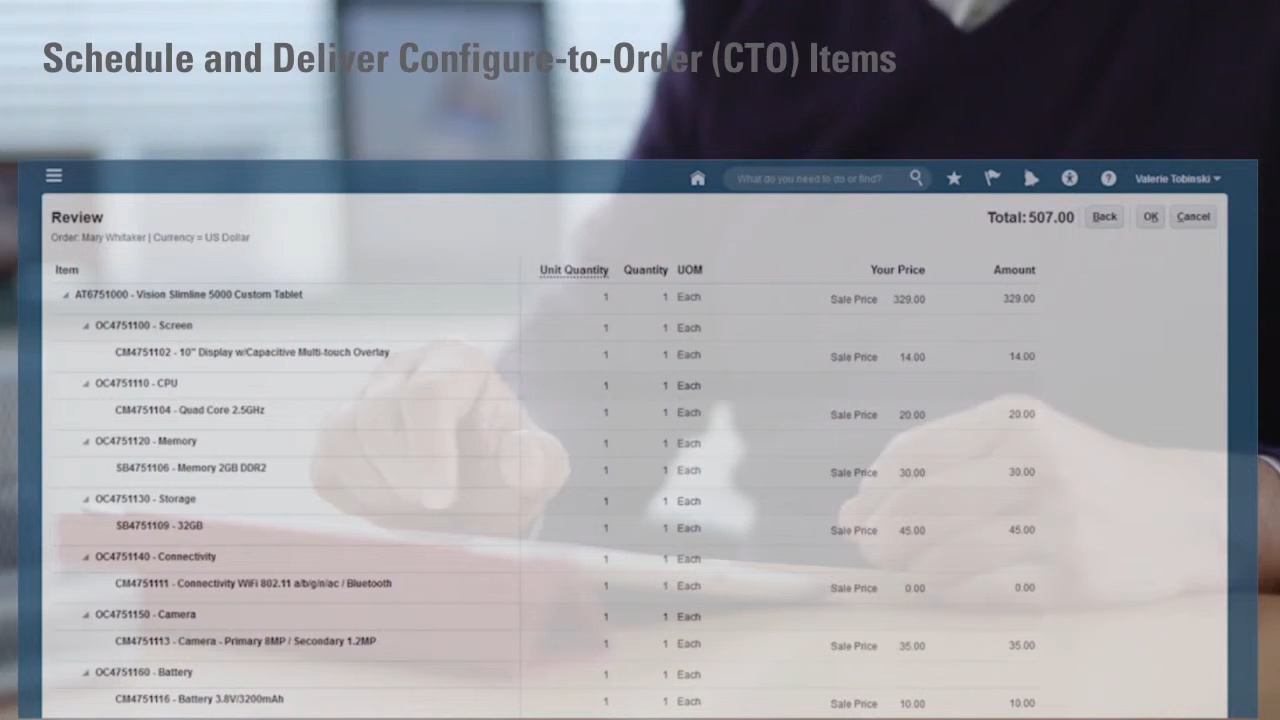 Schedule and Deliver Configure-to-Order (CTO) Items
What do you need to do or find?
Valerie Tobinski
Review
Total: 507.00 Back OK Cancel
Order: Mary Whitaker | Currency = US Dollar
Item Unit Quantity Quantity UOM Your Price Amount
AT6751000 - Vision Slimline 5000 Custom Tablet 1 1 Each Sale Price 329.00 329.00
OC4751100 - Screen 1 1 Each
CM4751102 - 10" Display w/Capacitive Multi-touch Overlay 1 1 Each Sale Price 14.00 14.00
OC4751110 - CPU 1 1 Each
CM4751104 - Quad Core 2.5GHz 1 1 Each Sale Price 20.00 20.00
OC4751120 - Memory 1 1 Each
SB4751106 - Memory 2GB DDR2 1 1 Each Sale Price 30.00 30.00
OC4751130 - Storage 1 1 Each
SB4751109 - 32GB 1 1 Each Sale Price 45.00 45.00
OC4751140 - Connectivity 1 1 Each
CM4751111 - Connectivity WiFi 802.11 a/b/g/n/ac / Bluetooth 1 1 Each Sale Price 0.00 0.00
OC4751150 - Camera 1 1 Each
CM4751113 - Camera - Primary 8MP / Secondary 1.2MP 1 1 Each Sale Price 35.00 35.00
OC4751160 - Battery 1 1 Each
CM4751116 - Battery 3.8V/3200mAh 1 1 Each Sale Price 10.00 10.00